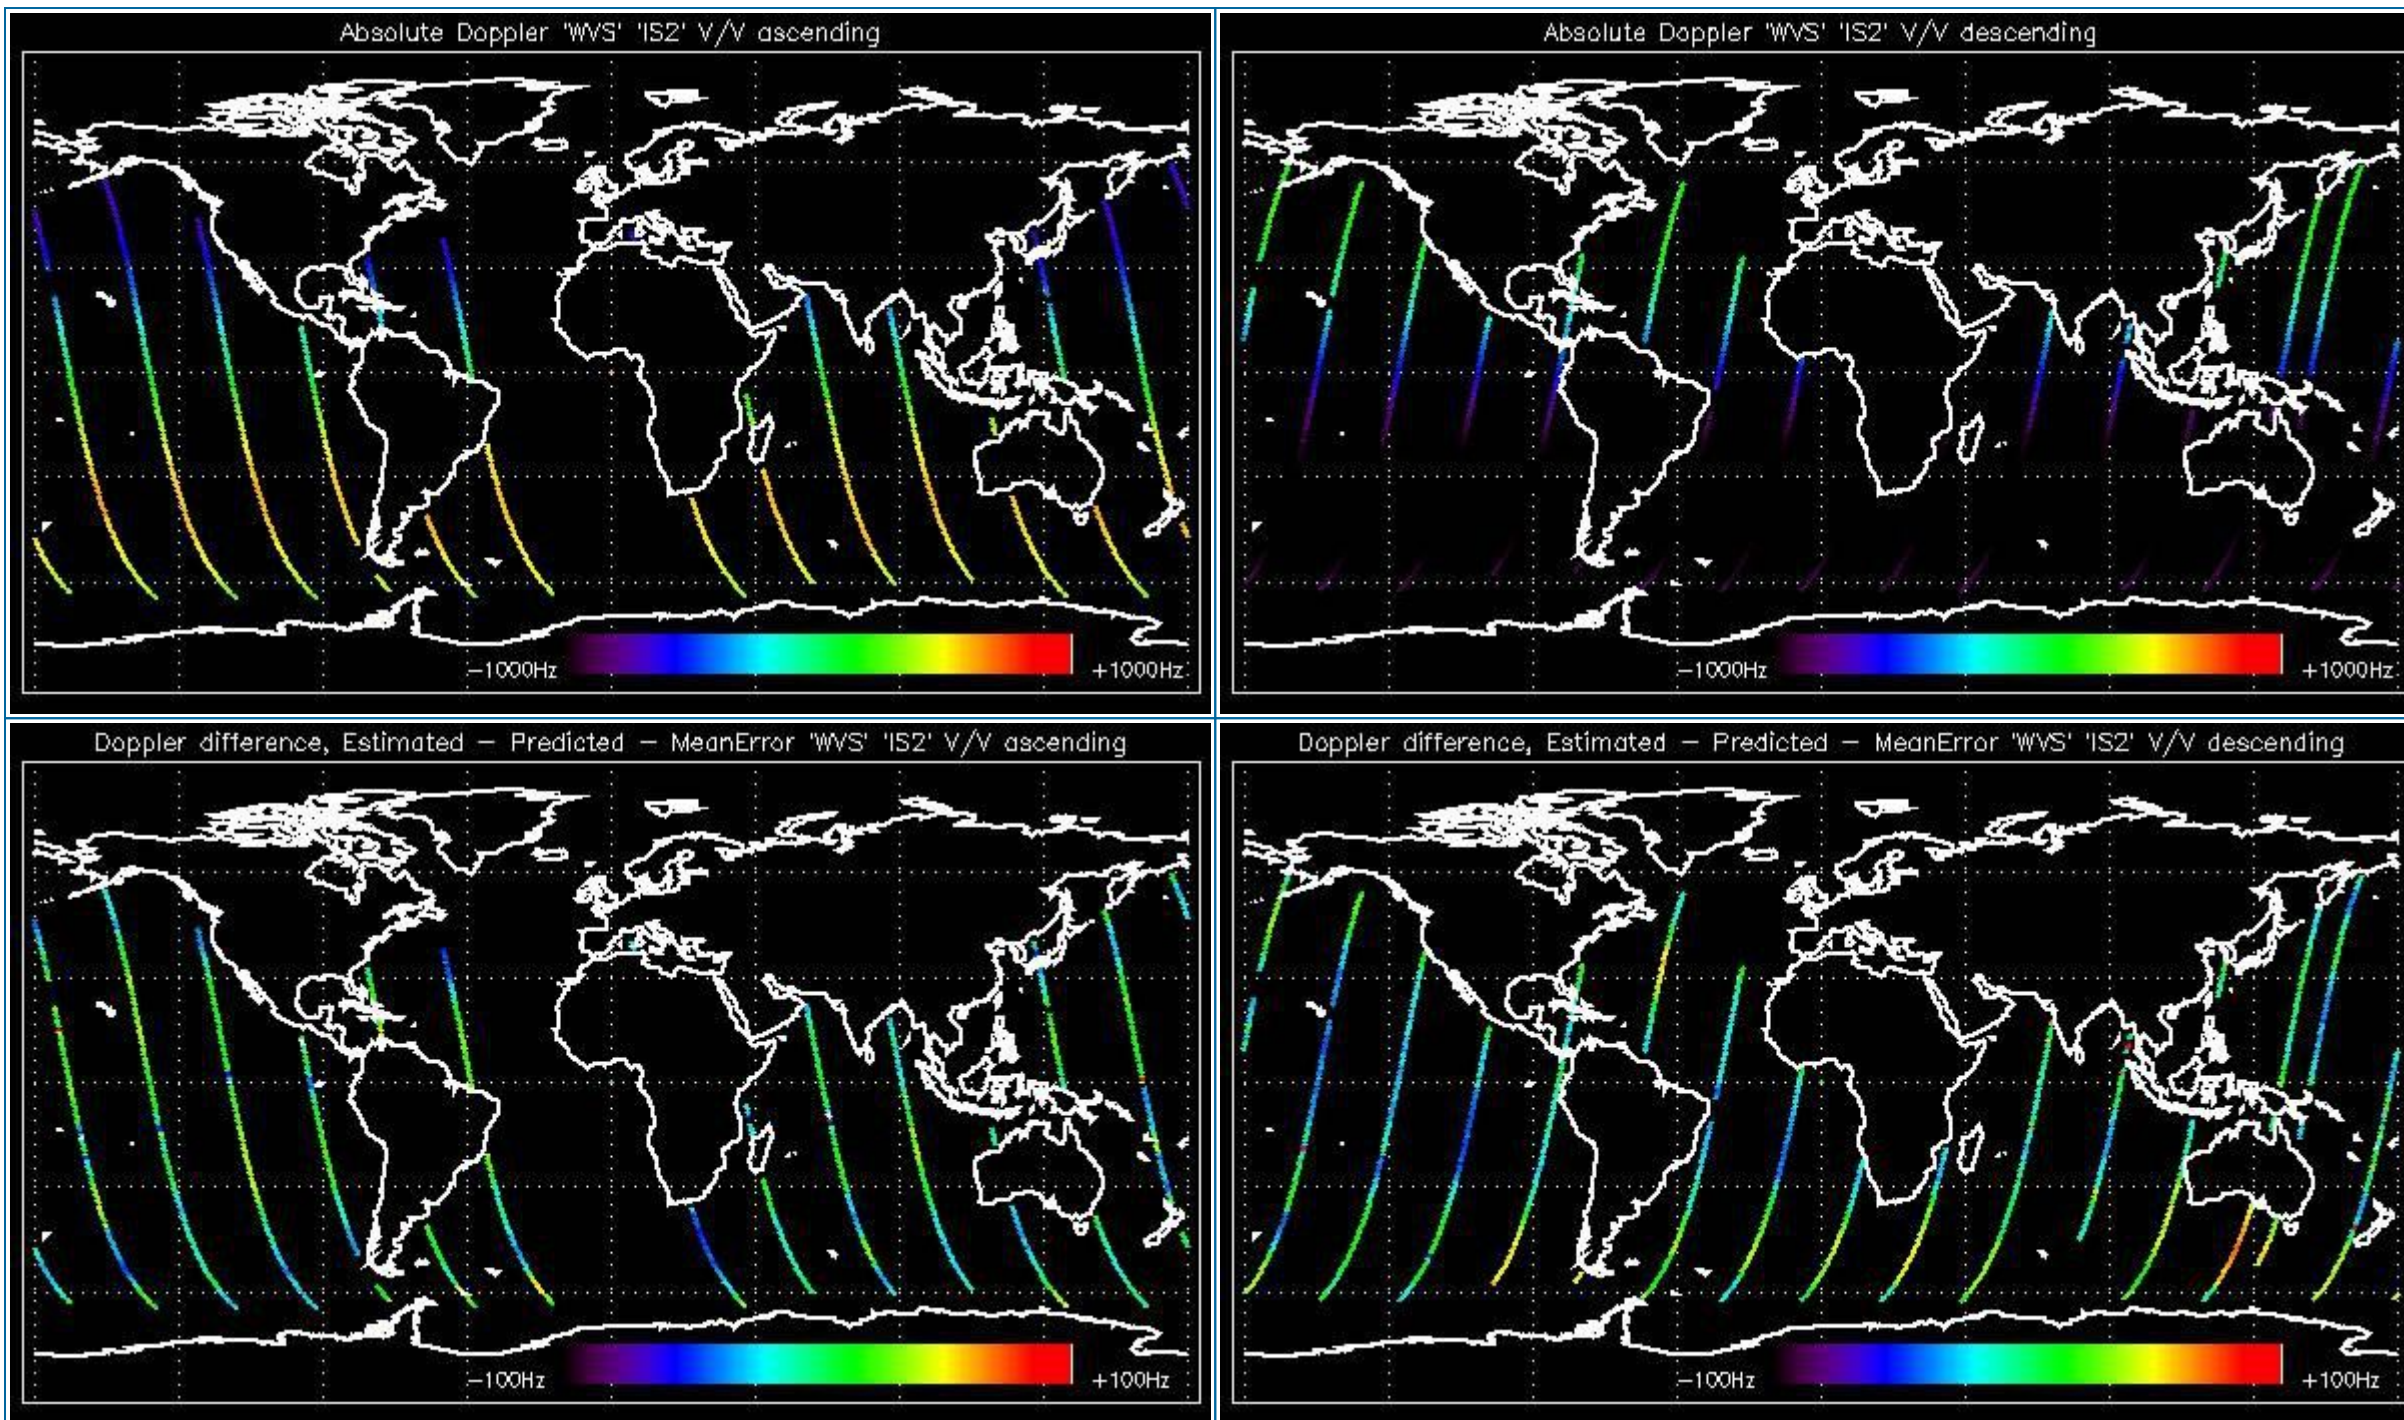 Absolute Doppler 'WVS' 'IS2' V/V ascending
-1000Hz
+1000Hz
Absolute Doppler 'WVS' 'IS2' V/V descending
-1000Hz
+1000Hz
Doppler difference, Estimated - Predicted - MeanError 'WVS' 'IS2' V/V ascending
-100Hz
+100Hz
Doppler difference, Estimated - Predicted - MeanError 'WVS' 'IS2' V/V descending
-100Hz
+100Hz